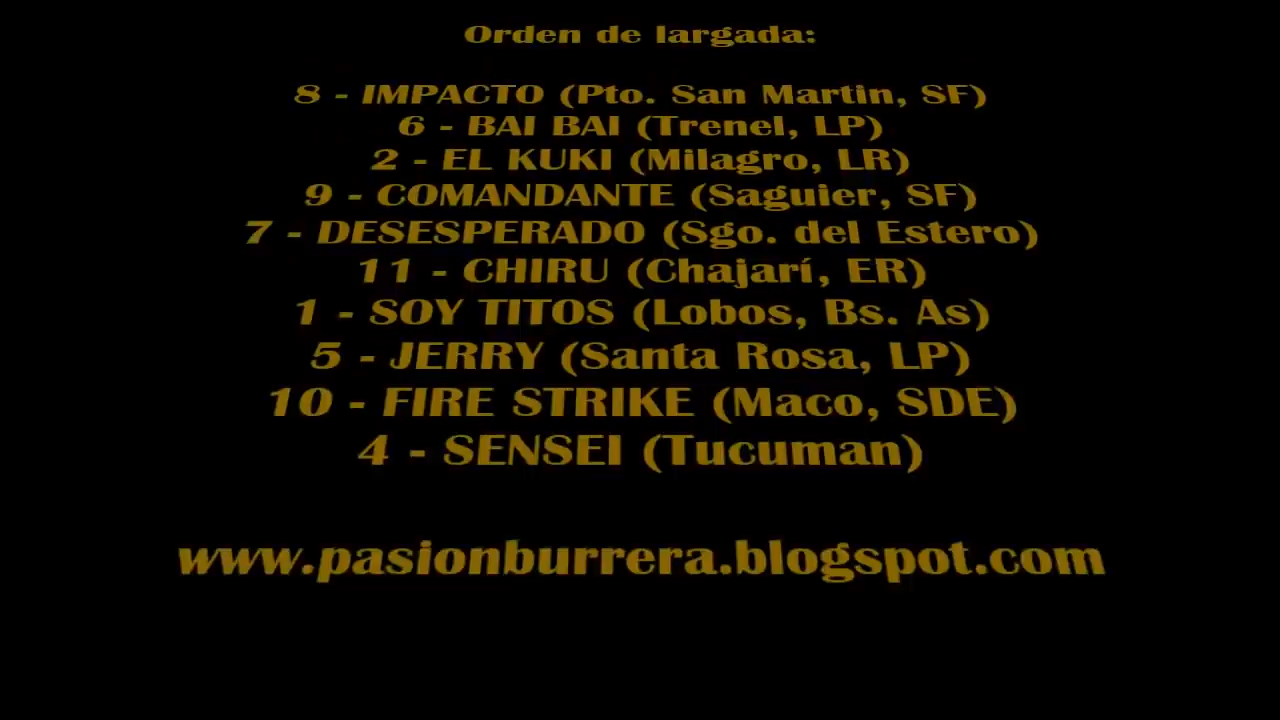 Orden de largada:
8 - IMPACTO (Pto. San Martin, SF)
6 - BAI BAI (Trenel, LP)
2 - EL KUKI (Milagro, LR)
9 - COMANDANTE (Saguier, SF)
7 - DESESPERADO (Sgo. del Estero)
11 - CHIRU (Chajarí, ER)
1 - SOY TITOS (Lobos, Bs. As)
5 - JERRY (Santa Rosa, LP)
10 - FIRE STRIKE (Maco, SDE)
4 - SENSEI (Tucuman)
www.pasionburrera.blogspot.com